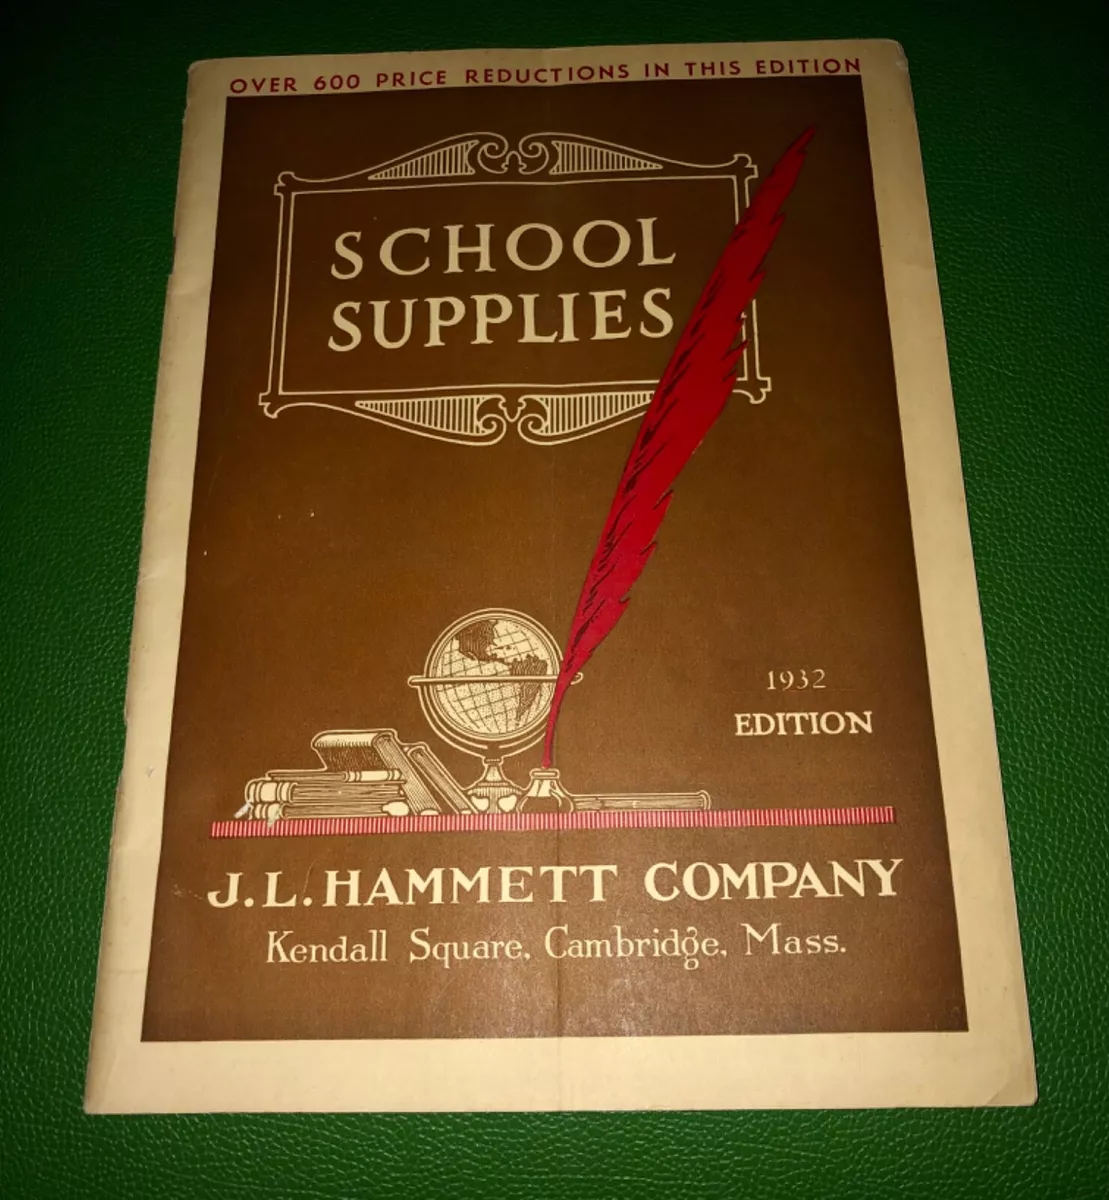 OVER 600 PRICE REDUCTIONS IN THIS EDITION
SCHOOL
SUPPLIES
1932
EDITION
J.L. HAMMETT COMPANY
Kendall Square, Cambridge, Mass.